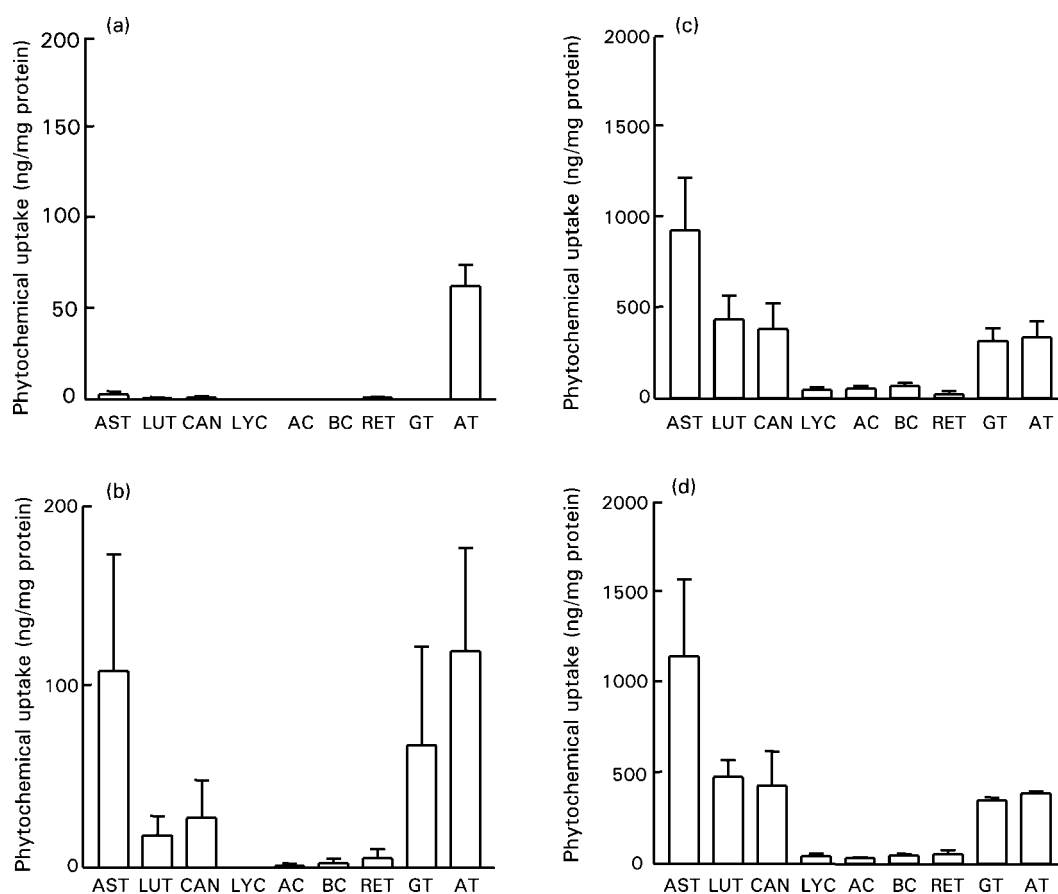 (a)
Phytochemical uptake (ng/mg protein)
200
150
100
50
0
AST LUT CAN LYC AC BC RET GT AT
(c)
Phytochemical uptake (ng/mg protein)
2000
1500
1000
500
0
AST LUT CAN LYC AC BC RET GT AT
(b)
Phytochemical uptake (ng/mg protein)
200
100
0
AST LUT CAN LYC AC BC RET GT AT
(d)
Phytochemical uptake (ng/mg protein)
2000
1500
1000
500
0
AST LUT CAN LYC AC BC RET GT AT